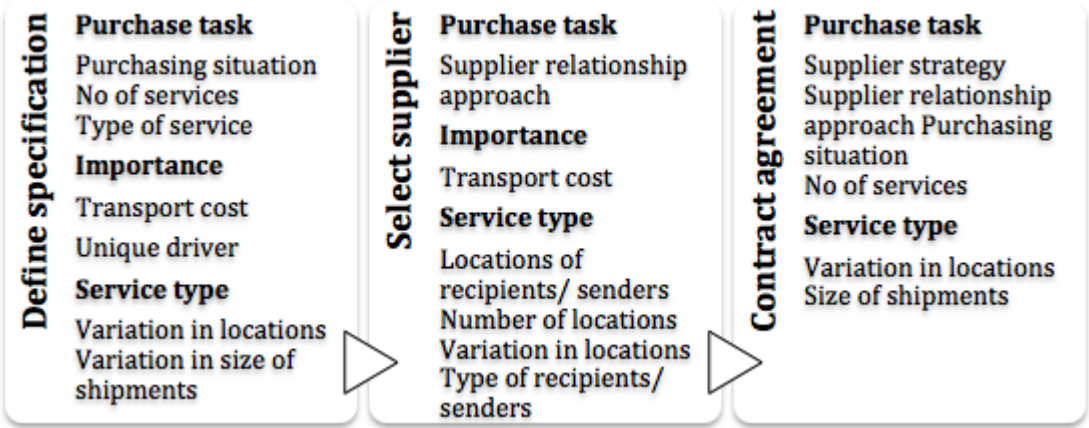 Define specification
Purchase task
Purchasing situation
No of services
Type of service
Importance
Transport cost
Unique driver
Service type
Variation in locations
Variation in size of
shipments
Select supplier
Purchase task
Supplier relationship
approach
Importance
Transport cost
Service type
Locations of
recipients/ senders
Number of locations
Variation in locations
Type of recipients/
senders
Contract agreement
Purchase task
Supplier strategy
Supplier relationship
approach Purchasing
situation
No of services
Service type
Variation in locations
Size of shipments